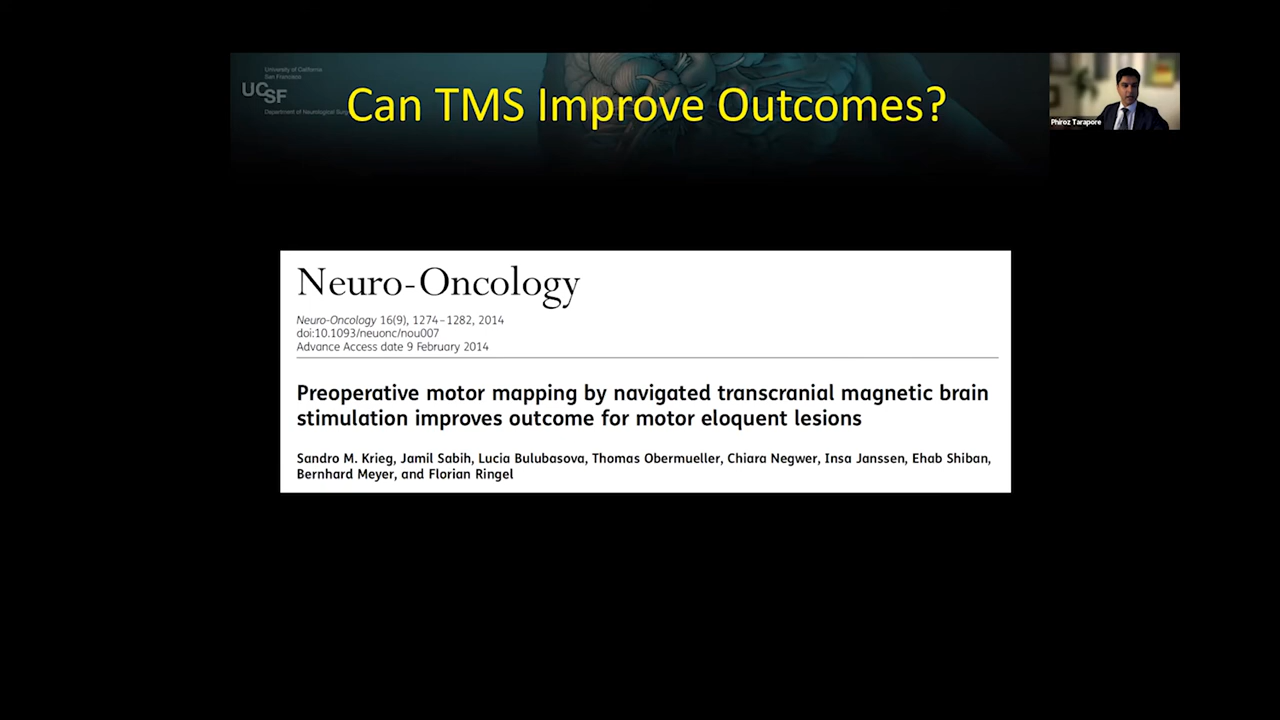 University of California
San Francisco
UCSF
Department of Neurological Surg
Can TMS Improve Outcomes?
Phiroz Tarapore
Neuro-Oncology
Neuro-Oncology 16(9), 1274–1282, 2014
doi:10.1093/neuonc/nou007
Advance Access date 9 February 2014
Preoperative motor mapping by navigated transcranial magnetic brain
stimulation improves outcome for motor eloquent lesions
Sandro M. Krieg, Jamil Sabih, Lucia Bulubasova, Thomas Obermueller, Chiara Negwer, Insa Janssen, Ehab Shiban,
Bernhard Meyer, and Florian Ringel